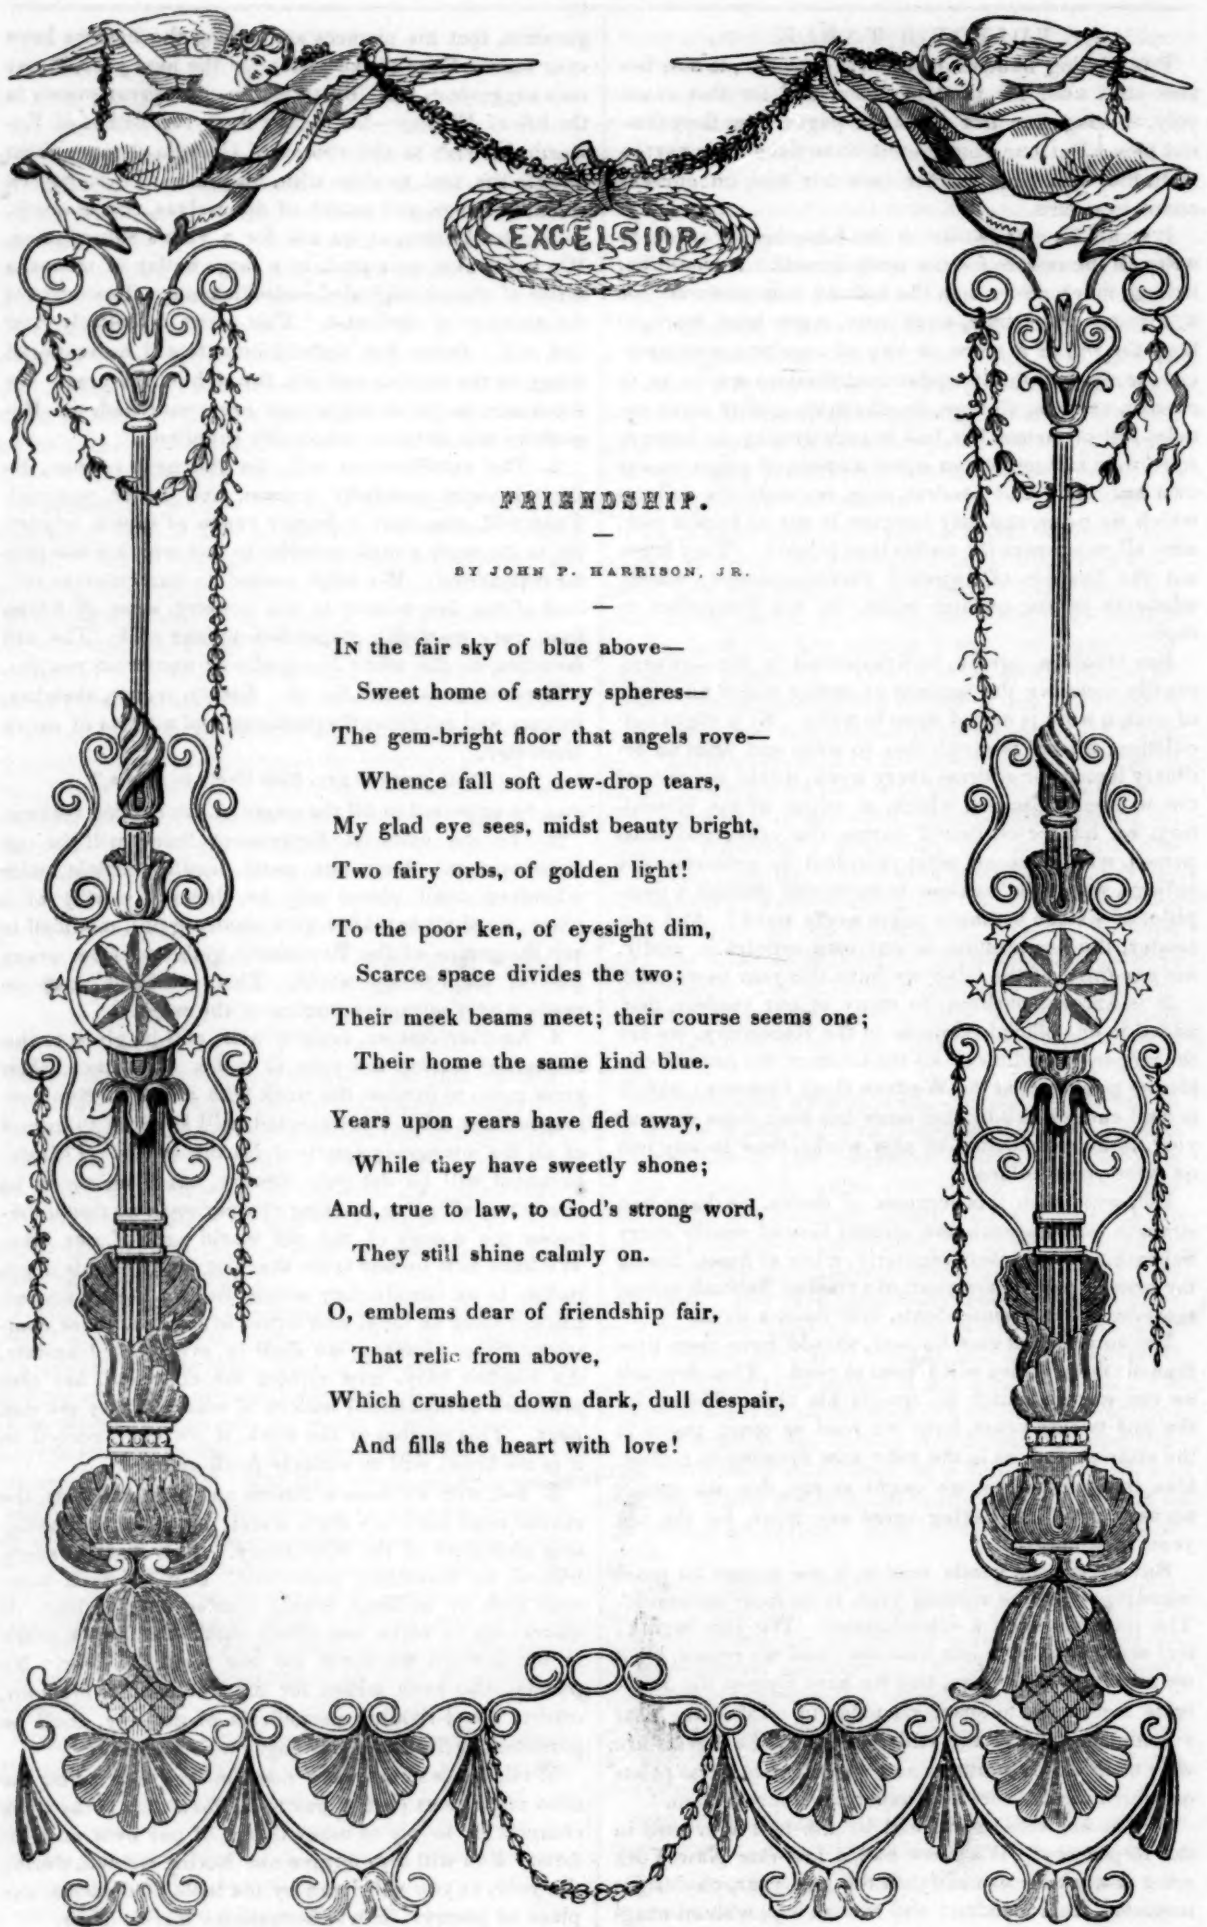 EXCELSIOR
FRIENDSHIP.
BY JOHN P. HARRISON, JR.
IN the fair sky of blue above—
Sweet home of starry spheres—
The gem-bright floor that angels rove—
Whence fall soft dew-drop tears,
My glad eye sees, midst beauty bright,
Two fairy orbs, of golden light!
To the poor ken, of eyesight dim,
Scarce space divides the two;
Their meek beams meet; their course seems one;
Their home the same kind blue.
Years upon years have fled away,
While they have sweetly shone;
And, true to law, to God's strong word,
They still shine calmly on.
O, emblems dear of friendship fair,
That relic from above,
Which crusheth down dark, dull despair,
And fills the heart with love!